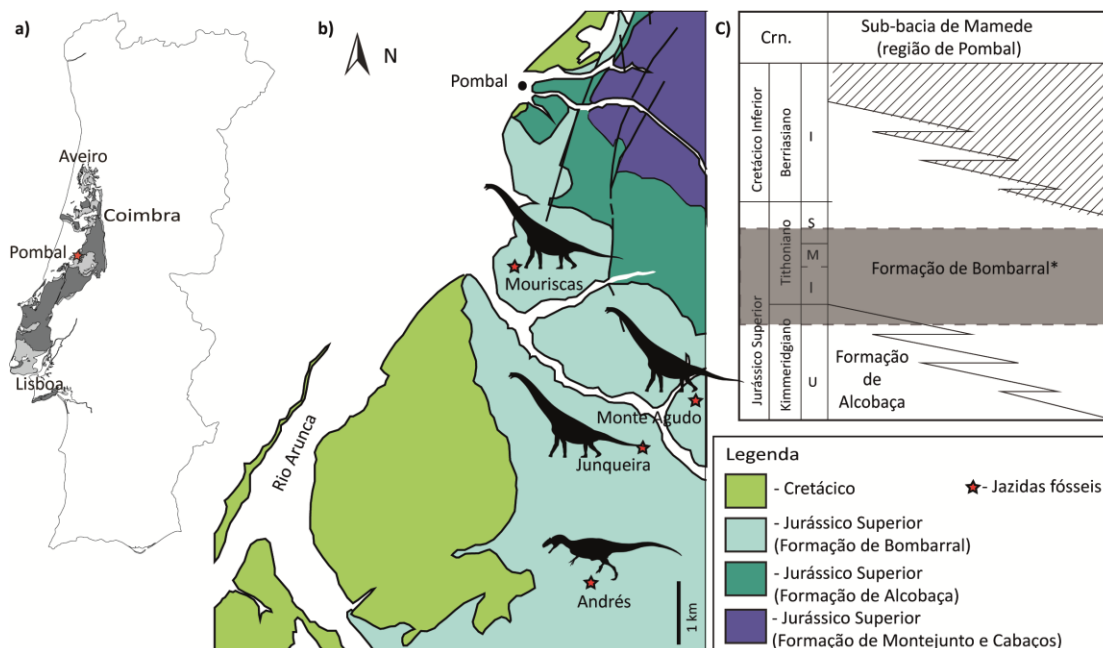 a)
Aveiro
Coimbra
Pombal
Lisboa
b)
N
Pombal
Mouriscas
Monte Agudo
Junqueira
Rio Arunca
Andrés
1 km
C)
Crn.
Sub-bacia de Mamede
(região de Pombal)
Cretácico Inferior
Berriasiano
I
Jurássico Superior
Tithoniano
S
M
I
Formação de Bombarral*
Kimmeridgiano
U
Formação
de
Alcobaça
Legenda
- Cretácico
- Jazidas fósseis
- Jurássico Superior
(Formação de Bombarral)
- Jurássico Superior
(Formação de Alcobaça)
- Jurássico Superior
(Formação de Montejunto e Cabaços)